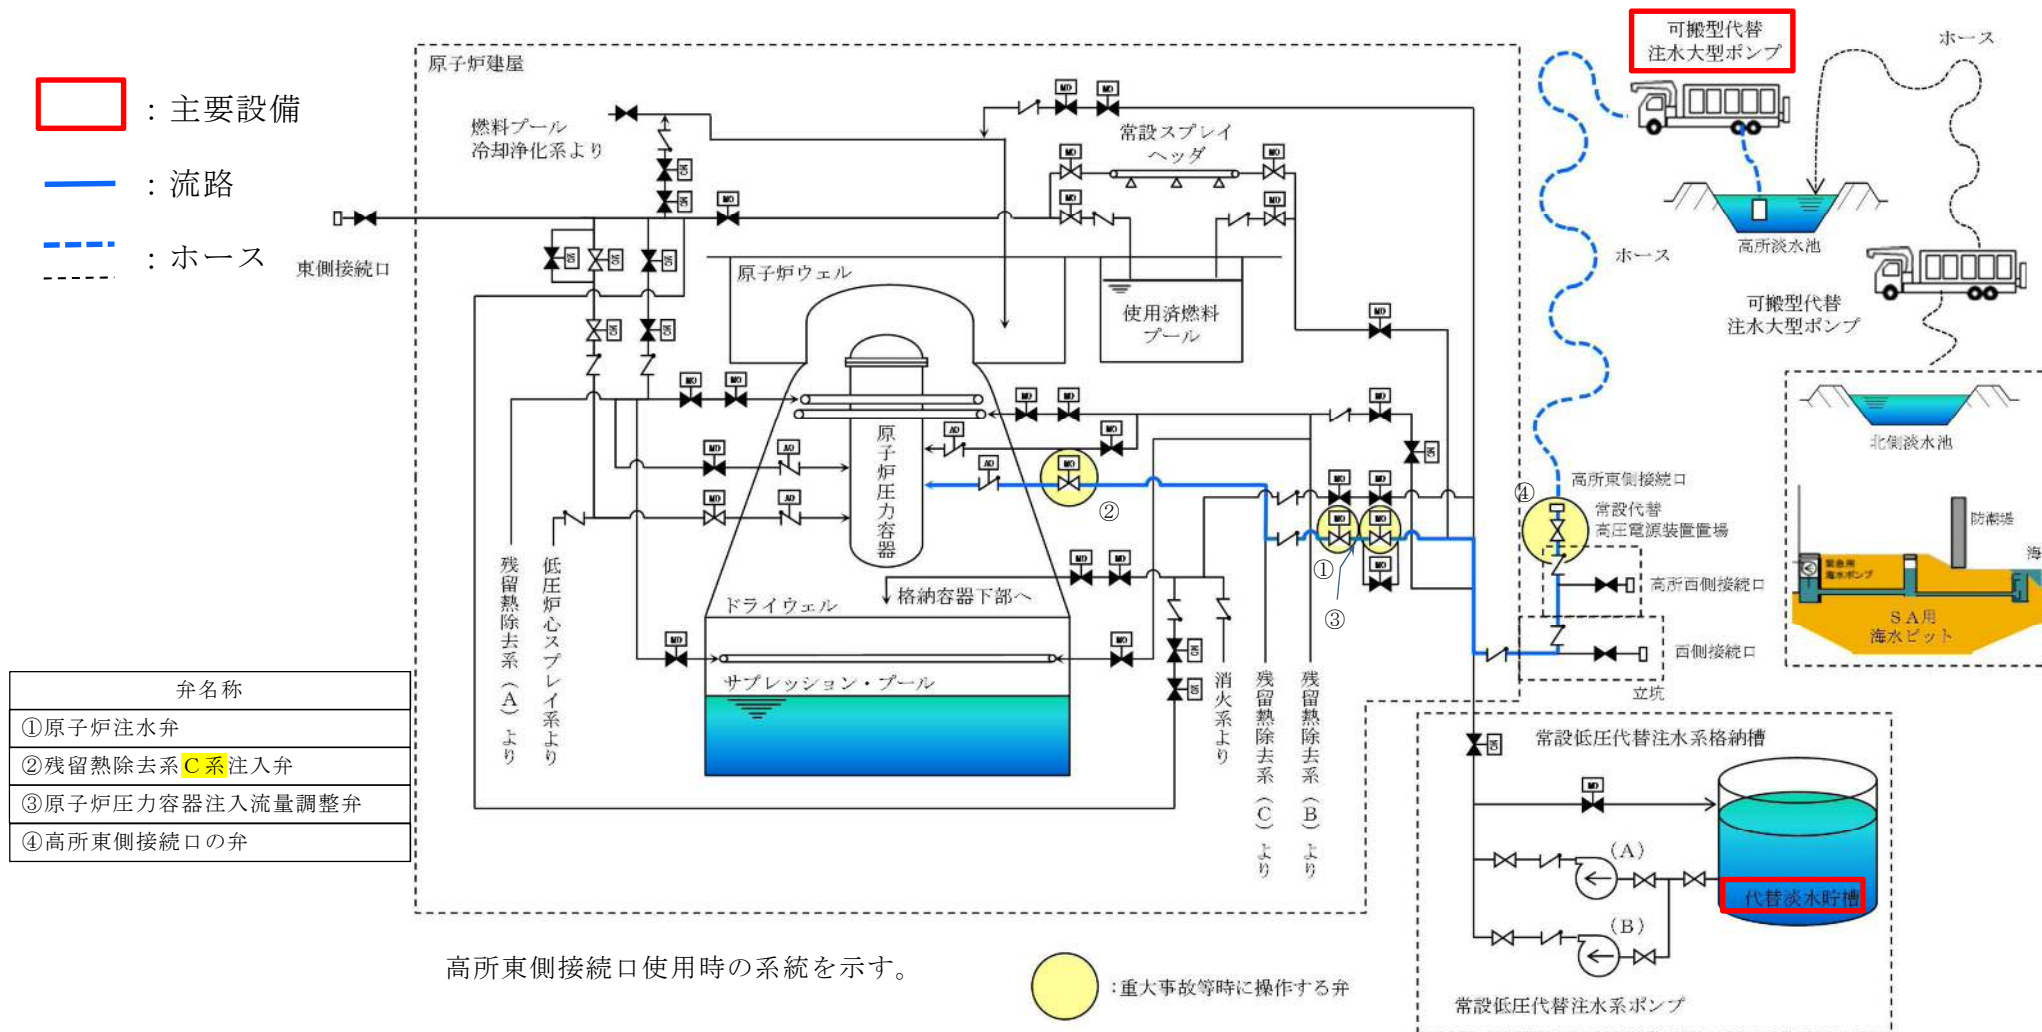 ：主要設備
：流路
：ホース
原子炉建屋
燃料プール
冷却浄化系より
東側接続口
常設スプレイ
ヘッダ
原子炉ウェル
使用済燃料
プール
原子炉圧力容器
ドライウェル
格納容器下部へ
サプレッション・プール
残留熱除去系（A）より
低圧炉心スプレイ系より
消火系より
残留熱除去系（C）より
残留熱除去系（B）より
①
②
③
④
可搬型代替
注水大型ポンプ
ホース
高所淡水池
ホース
可搬型代替
注水大型ポンプ
北側淡水池
高所東側接続口
常設代替
高圧電源装置置場
高所西側接続口
西側接続口
立坑
防潮堤
海
緊急用
海水ポンプ
ＳＡ用
海水ピット
常設低圧代替注水系格納槽
(A)
(B)
代替淡水貯槽
常設低圧代替注水系ポンプ
弁名称
①原子炉注水弁
②残留熱除去系Ｃ系注入弁
③原子炉圧力容器注入流量調整弁
④高所東側接続口の弁
高所東側接続口使用時の系統を示す。
：重大事故等時に操作する弁